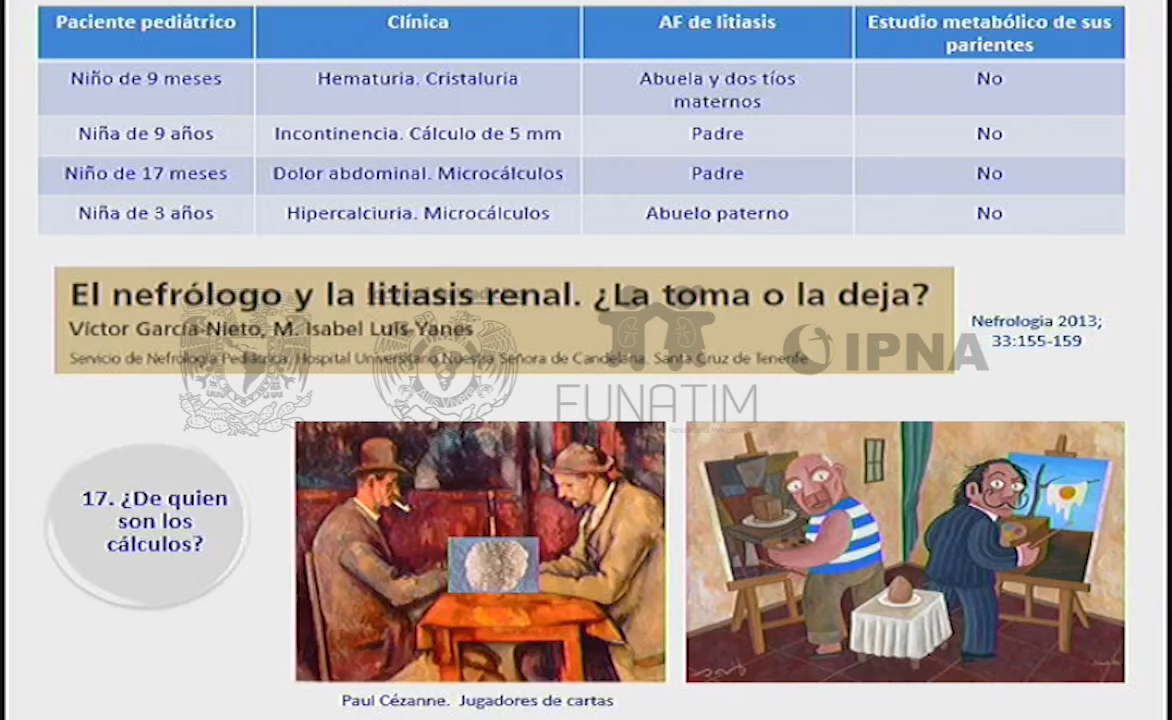 Paciente pediátrico
Clínica
AF de litiasis
Estudio metabólico de sus
parientes
Niño de 9 meses
Hematuria. Cristaluria
Abuela y dos tíos
maternos
No
Niña de 9 años
Incontinencia. Cálculo de 5 mm
Padre
No
Niño de 17 meses
Dolor abdominal. Microcálculos
Padre
No
Niña de 3 años
Hipercalciuria. Microcálculos
Abuelo paterno
No
El nefrólogo y la litiasis renal. ¿La toma o la deja?
Víctor García-Nieto, M. Isabel Luis-Yanes
Servicio de Nefrología Pediátrica. Hospital Universitario Nuestra Señora de Candelaria. Santa Cruz de Tenerife
Nefrologia 2013;
33:155-159
IPNA
FUNATIM
17. ¿De quien
son los
cálculos?
Paul Cézanne. Jugadores de cartas